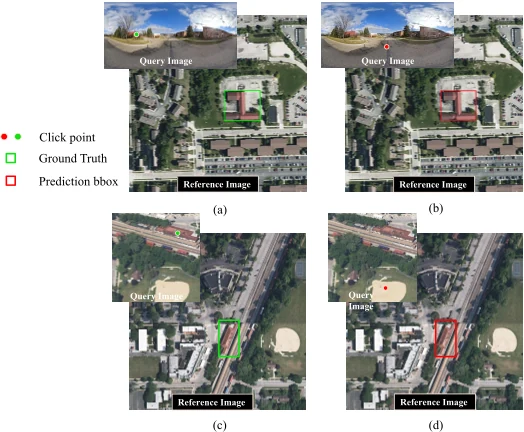 Query Image
Query Image
Click point
Ground Truth
Prediction bbox
Reference Image
Reference Image
(a)
(b)
Query Image
Query
Image
Reference Image
Reference Image
(c)
(d)